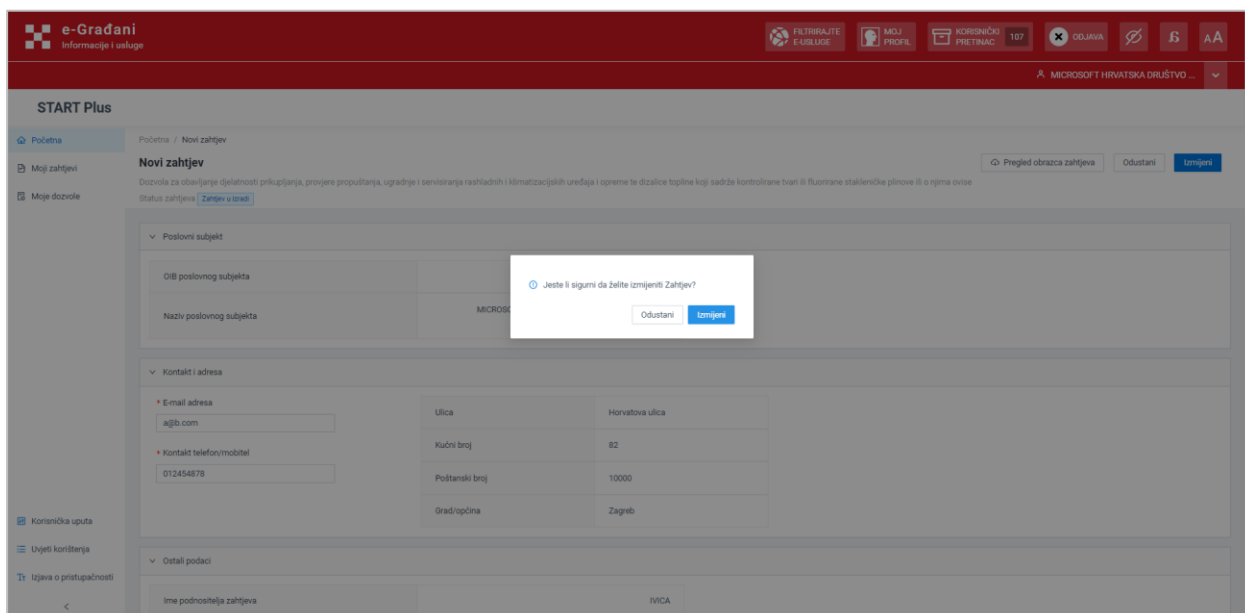 e-Građani
Informacije i usluge
FILTRIRAJTE
E-USLUGE
MOJ
PROFIL
KORISNIČKI
PRETINAC
107
ODJAVA
AA
MICROSOFT HRVATSKA DRUŠTVO ...
START Plus
Početna
Moji zahtjevi
Moje dozvole
Početna / Novi zahtjev
Novi zahtjev
Pregled obrazca zahtjeva
Odustani
Izmijeni
Dozvola za obavljanje djelatnosti prikupljanja, provjere propuštanja, ugradnje i servisiranja rashladnih i klimatizacijskih uređaja i opreme te dizalice topline koji sadrže kontrolirane tvari ili fluorirane stakleničke plinove ili o njima ovise
Status zahtjeva Zahtjev u izradi
Poslovni subjekt
OIB poslovnog subjekta
Naziv poslovnog subjekta
Jeste li sigurni da želite izmijeniti Zahtjev?
Odustani
Izmijeni
Kontakt i adresa
* E-mail adresa
a@b.com
* Kontakt telefon/mobitel
012454878
Ulica
Horvatova ulica
Kućni broj
82
Poštanski broj
10000
Grad/općina
Zagreb
Ostali podaci
Ime podnositelja zahtjeva
IVICA
Korisnička uputa
Uvjeti korištenja
Izjava o pristupačnosti